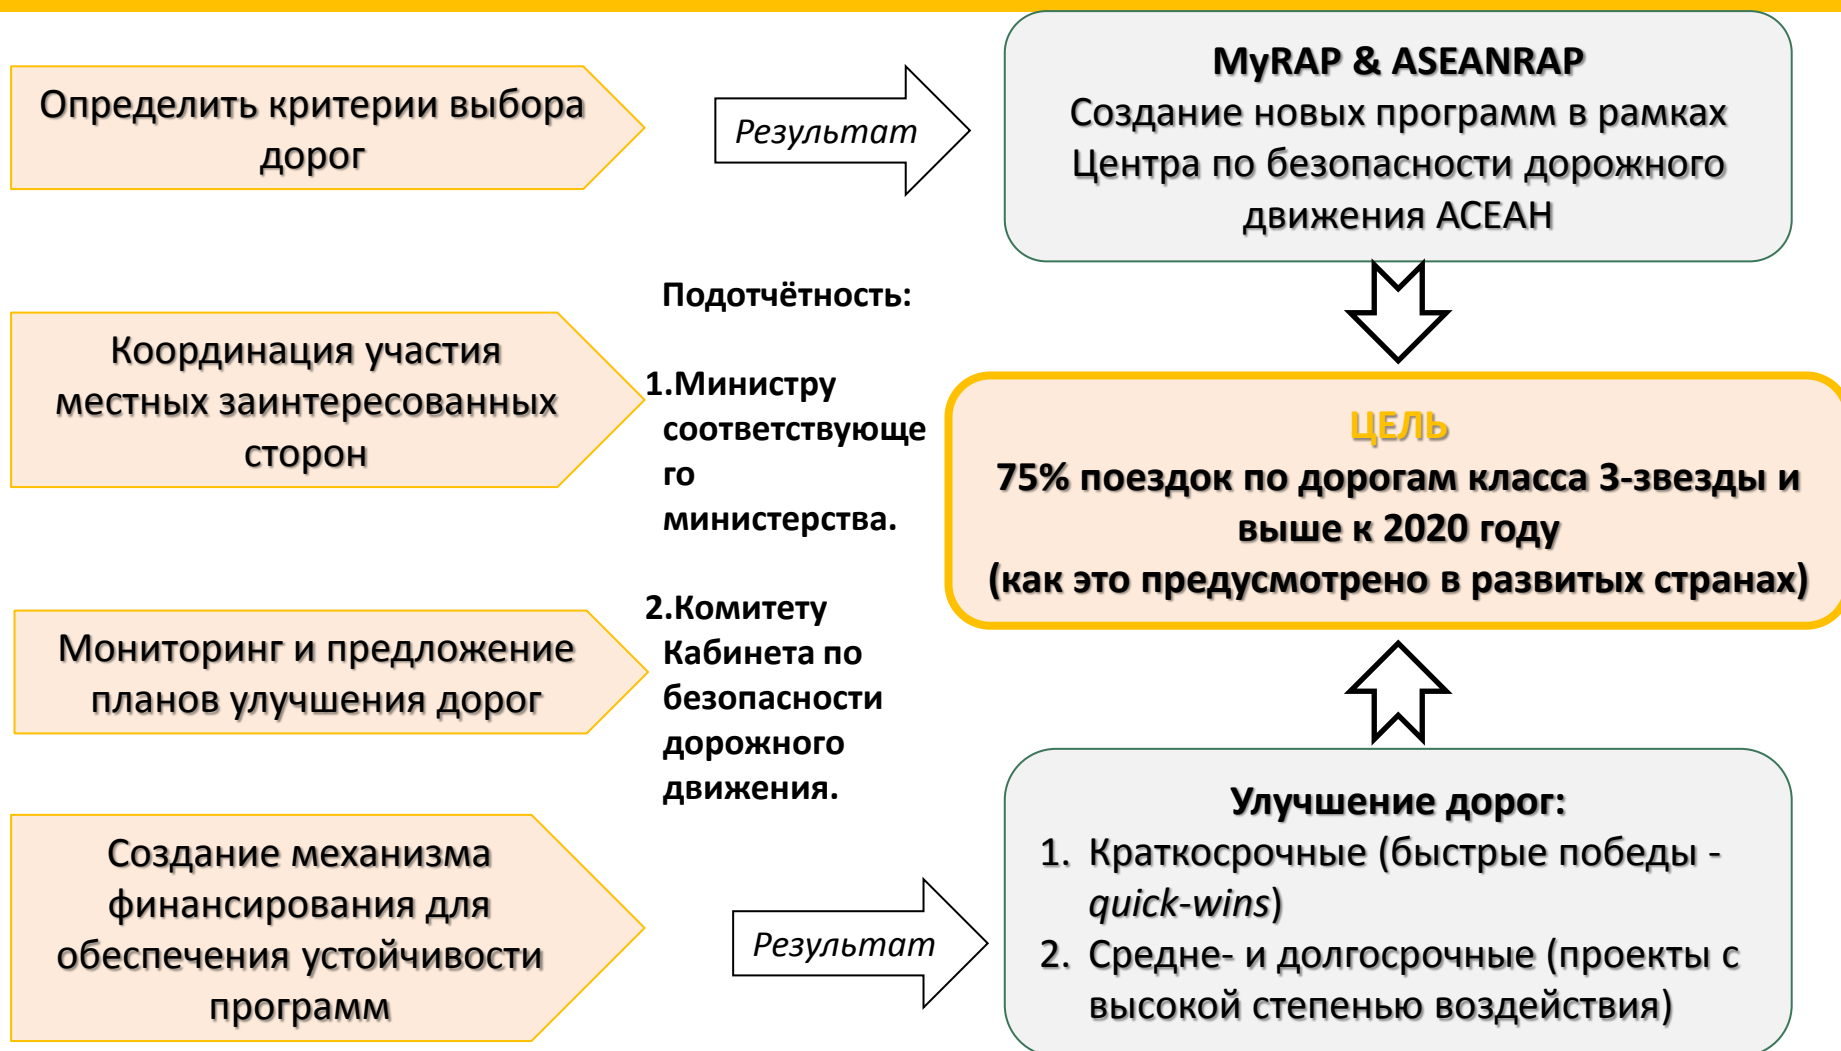 Определить критерии выбора
дорог
Результат
MyRAP & ASEANRAP
Создание новых программ в рамках
Центра по безопасности дорожного
движения АСЕАН
Координация участия
местных заинтересованных
сторон
Мониторинг и предложение
планов улучшения дорог
Создание механизма
финансирования для
обеспечения устойчивости
программ
Подотчётность:
1.Министру
соответствующе
го
министерства.
2.Комитету
Кабинета по
безопасности
дорожного
движения.
ЦЕЛЬ
75% поездок по дорогам класса 3-звезды и
выше к 2020 году
(как это предусмотрено в развитых странах)
Результат
Улучшение дорог:
1. Краткосрочные (быстрые победы -
quick-wins)
2. Средне- и долгосрочные (проекты с
высокой степенью воздействия)